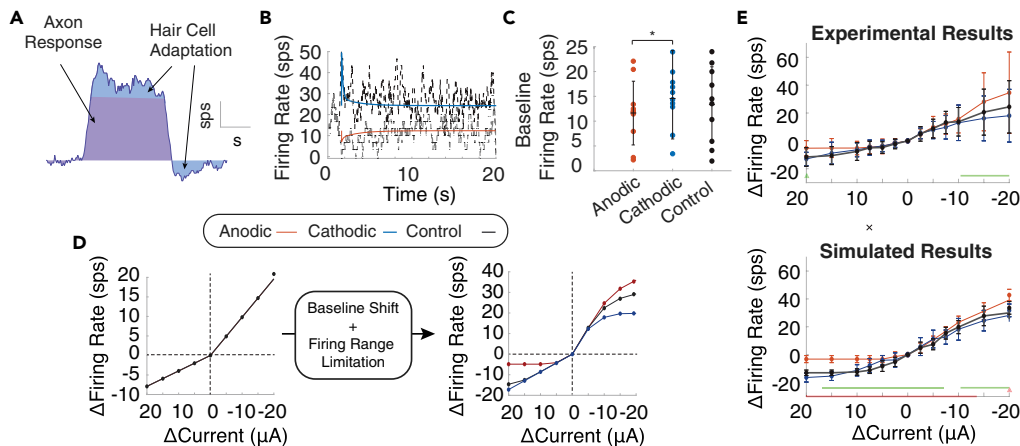 A
Axon
Response
Hair Cell
Adaptation
sps
s
B
Firing Rate (sps)
50
40
30
20
10
0
0
10
20
Time (s)
C
Baseline
Firing Rate (sps)
25
20
15
10
5
0
*
Anodic
Cathodic
Control
Anodic
Cathodic
Control
D
ΔFiring Rate (sps)
20
15
10
5
0
-5
-10
20
10
0
-10
-20
ΔCurrent (μA)
Baseline Shift
+
Firing Range
Limitation
ΔFiring Rate (sps)
40
30
20
10
0
-10
-20
20
10
0
-10
-20
ΔCurrent (μA)
E
Experimental Results
ΔFiring Rate (sps)
60
40
20
0
-20
20
10
0
-10
-20
×
Simulated Results
ΔFiring Rate (sps)
60
40
20
0
-20
20
10
0
-10
-20
ΔCurrent (μA)